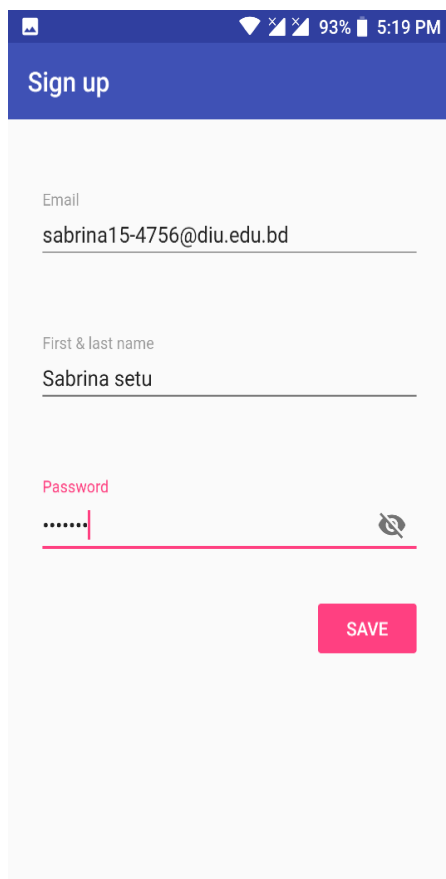 93% 5:19 PM
Sign up
Email
sabrina15-4756@diu.edu.bd
First & last name
Sabrina setu
Password
•••••••
SAVE